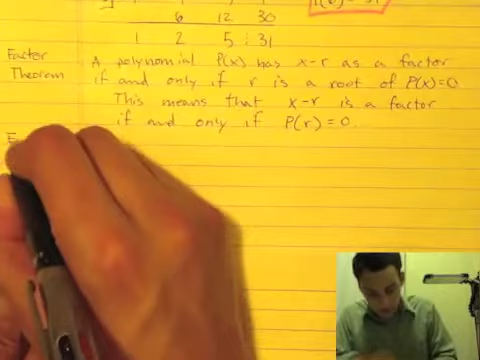 6 12 30
1 2 5 31
Factor Theorem
A polynomial P(x) has x-r as a factor
if and only if r is a root of P(x)=0.
This means that x-r is a factor
if and only if P(r)=0.
E